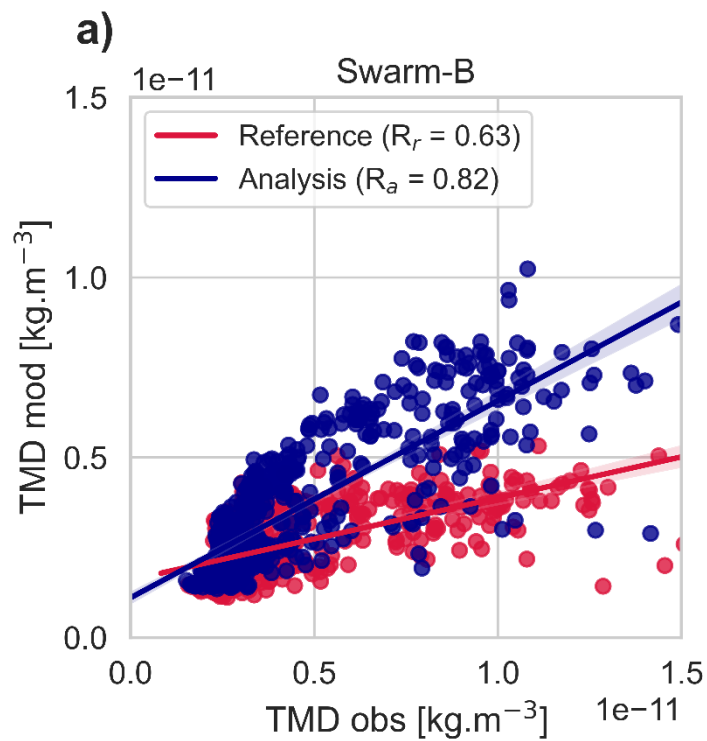 a)
1e−11
Swarm-B
1.5
Reference (Rᵣ = 0.63)
Analysis (Rₐ = 0.82)
1.0
TMD mod [kg.m⁻³]
0.5
0.0
0.0 0.5 1.0 1.5
TMD obs [kg.m⁻³]
1e−11